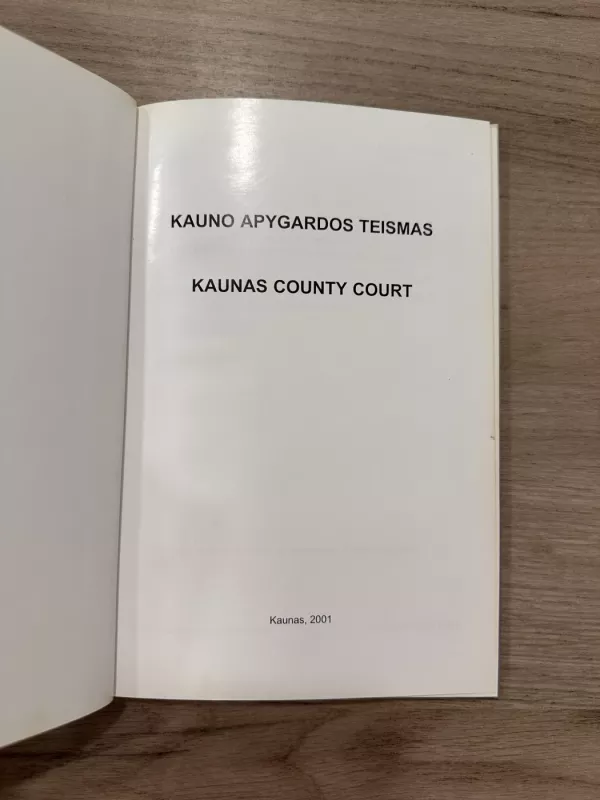 KAUNO APYGARDOS TEISMAS
KAUNAS COUNTY COURT
Kaunas, 2001